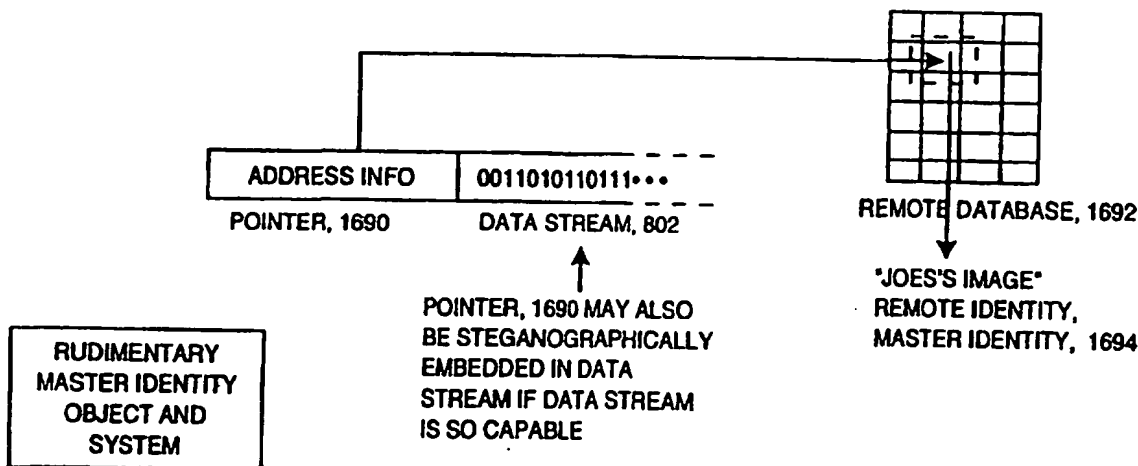 ADDRESS INFO
0011010110111•••
POINTER, 1690
DATA STREAM, 802
REMOTE DATABASE, 1692
POINTER, 1690 MAY ALSO
BE STEGANOGRAPHICALLY
EMBEDDED IN DATA
STREAM IF DATA STREAM
IS SO CAPABLE
"JOES'S IMAGE"
REMOTE IDENTITY,
MASTER IDENTITY, 1694
RUDIMENTARY
MASTER IDENTITY
OBJECT AND
SYSTEM